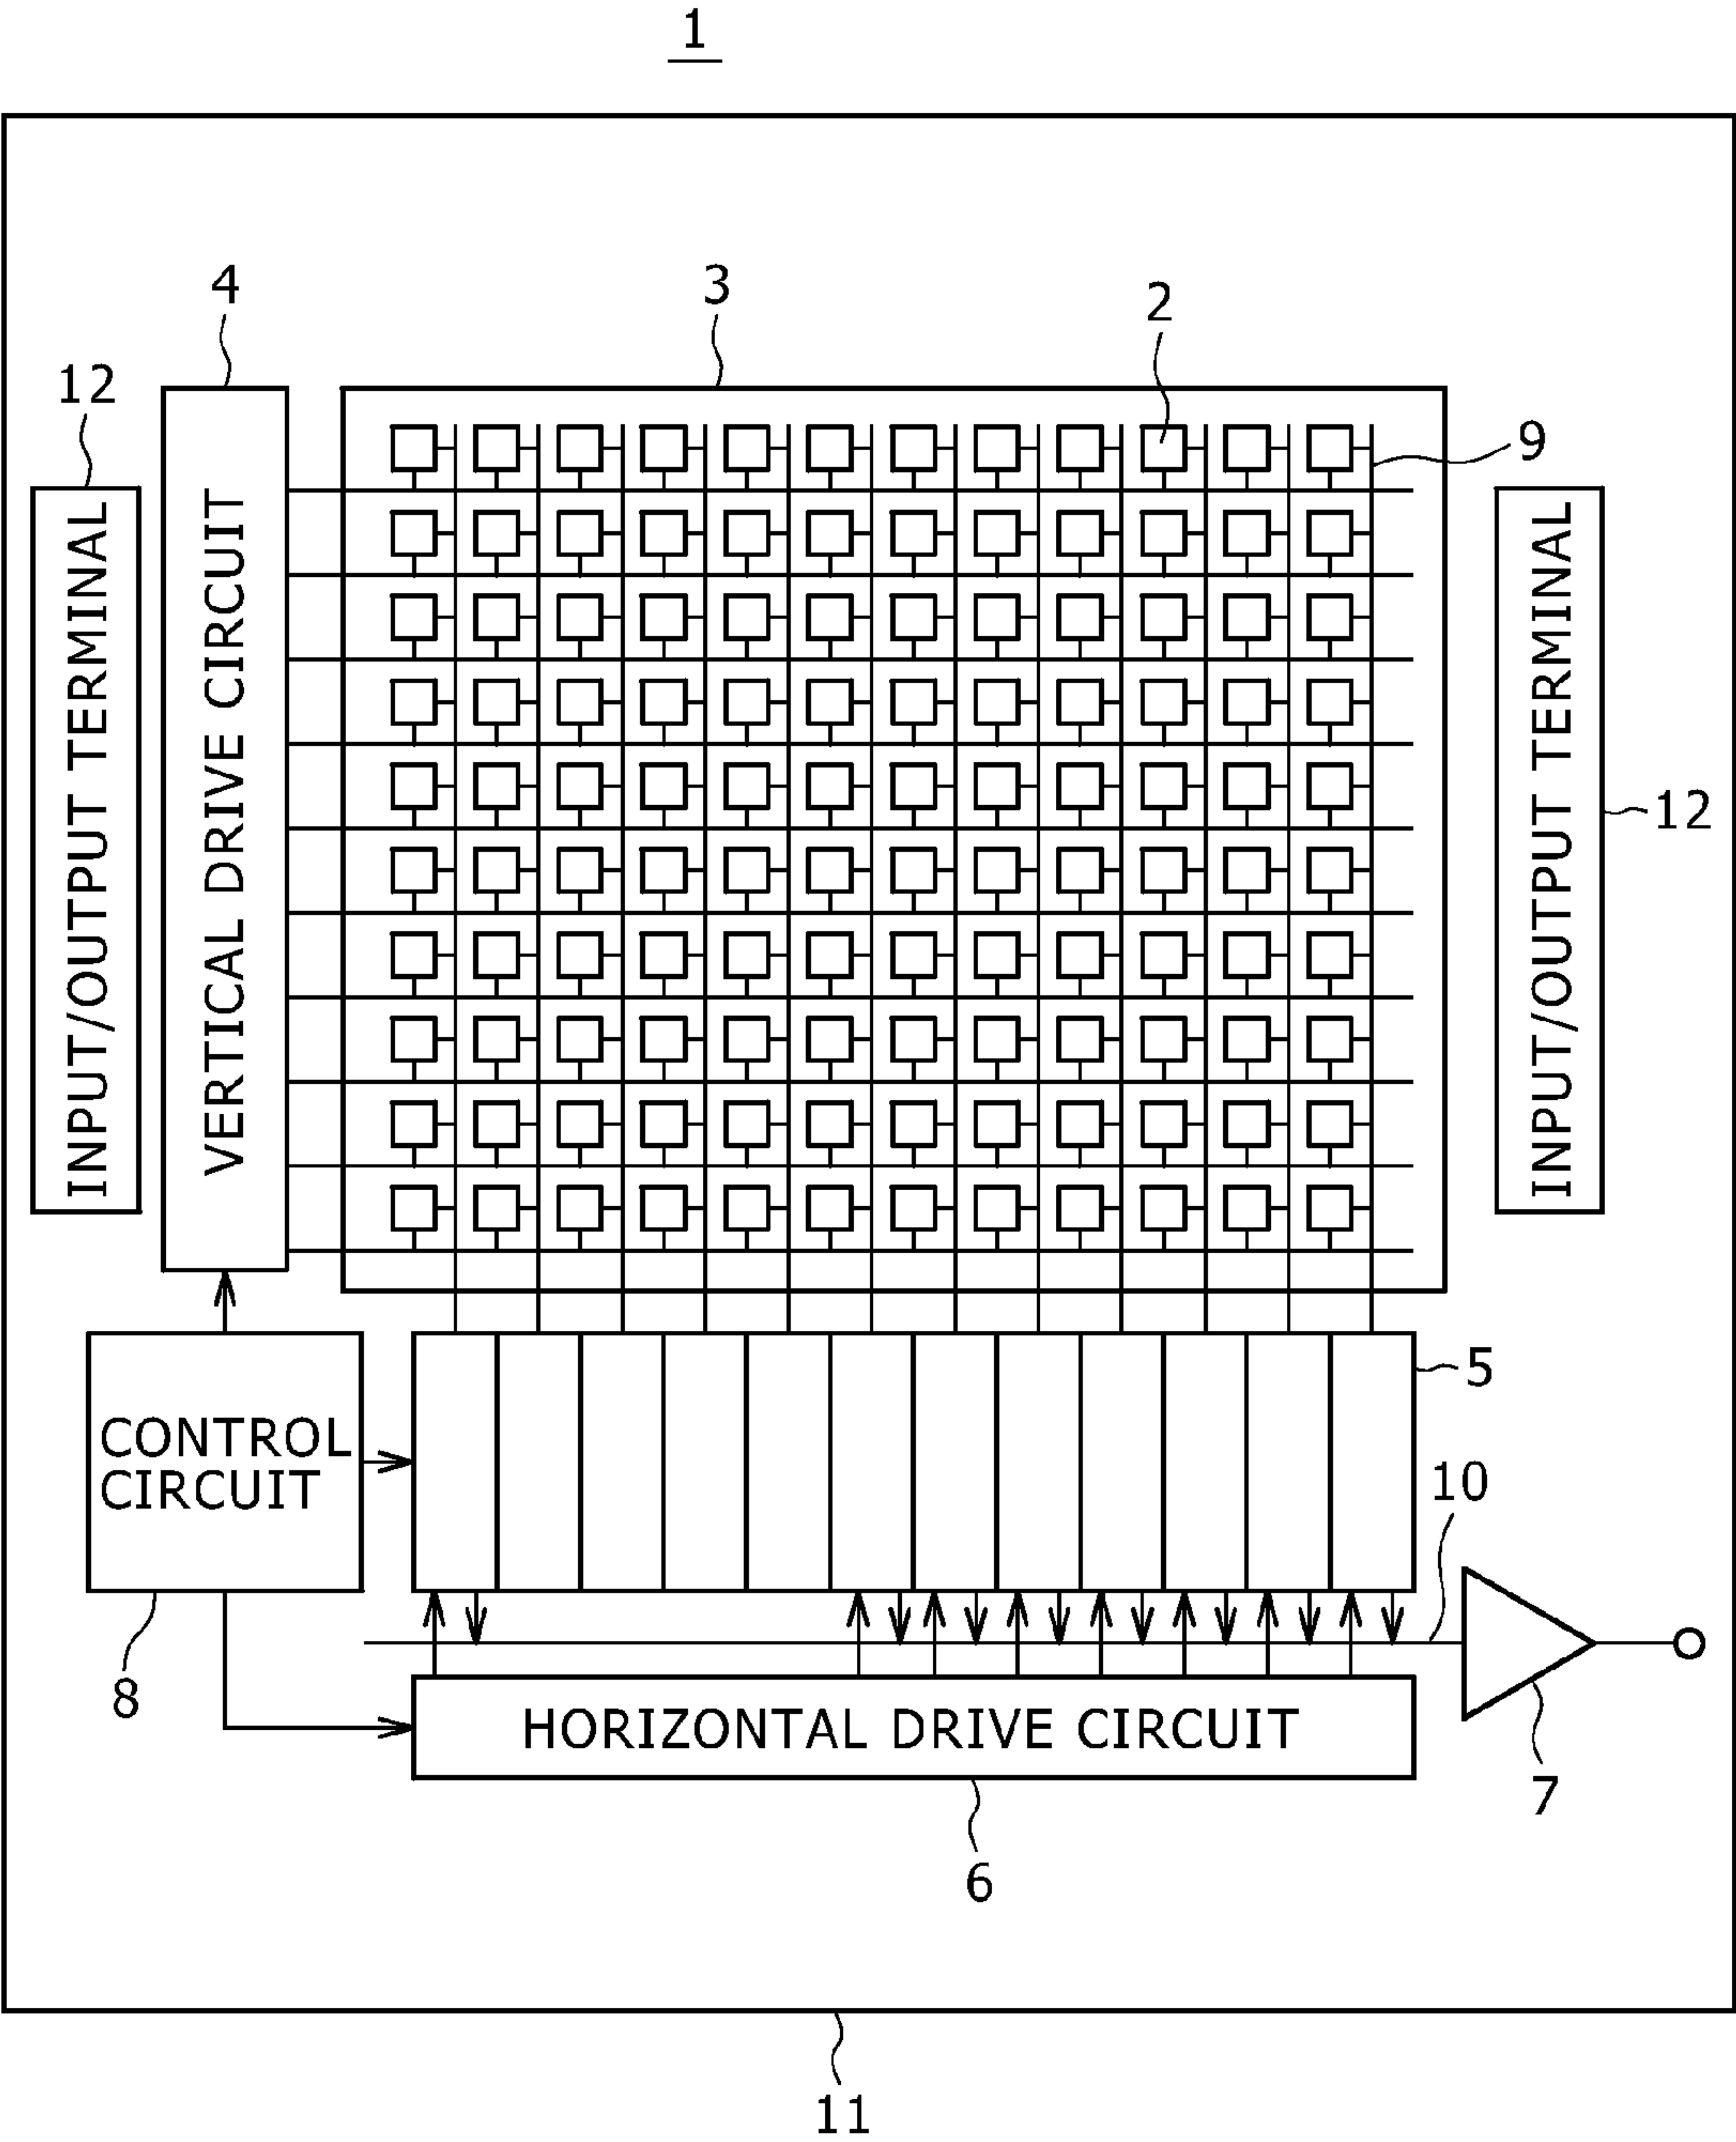 1
4
3
2
12
9
INPUT/OUTPUT TERMINAL
VERTICAL DRIVE CIRCUIT
INPUT/OUTPUT TERMINAL
12
5
CONTROL
CIRCUIT
10
8
HORIZONTAL DRIVE CIRCUIT
7
6
11